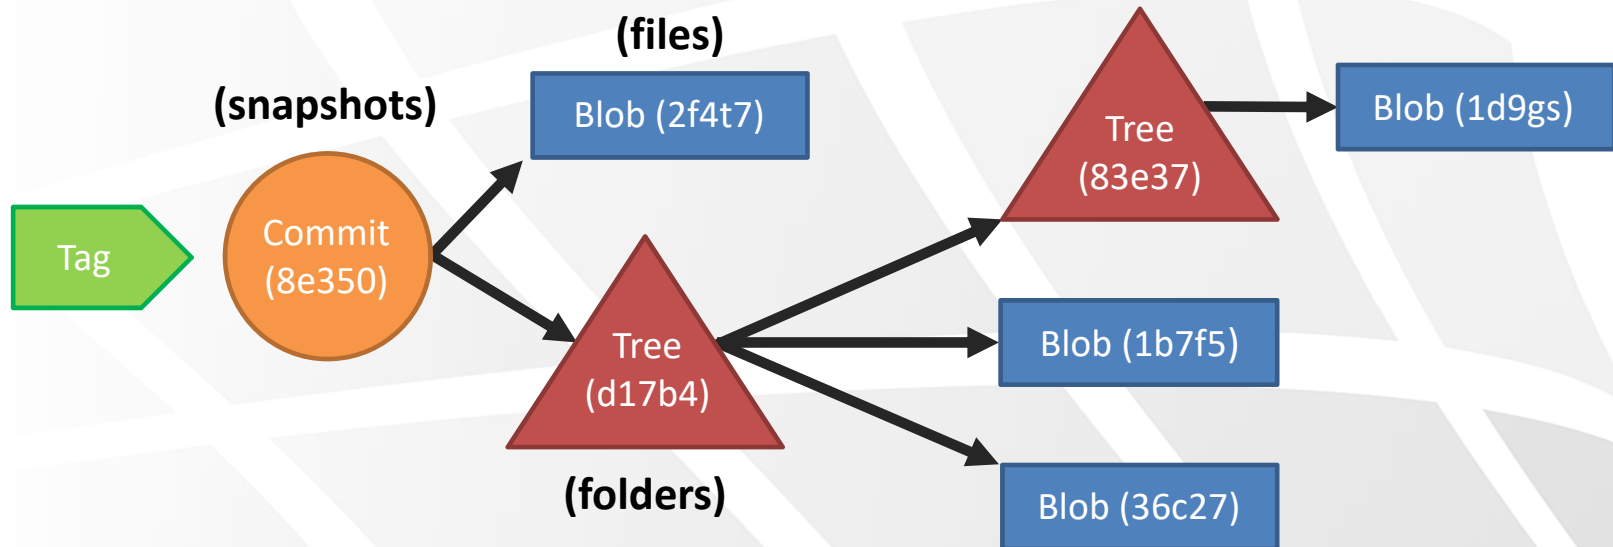 (files)
(snapshots)
Blob (2f4t7)
Blob (1d9gs)
Tree
(83e37)
Tag
Commit
(8e350)
Tree
(d17b4)
Blob (1b7f5)
(folders)
Blob (36c27)